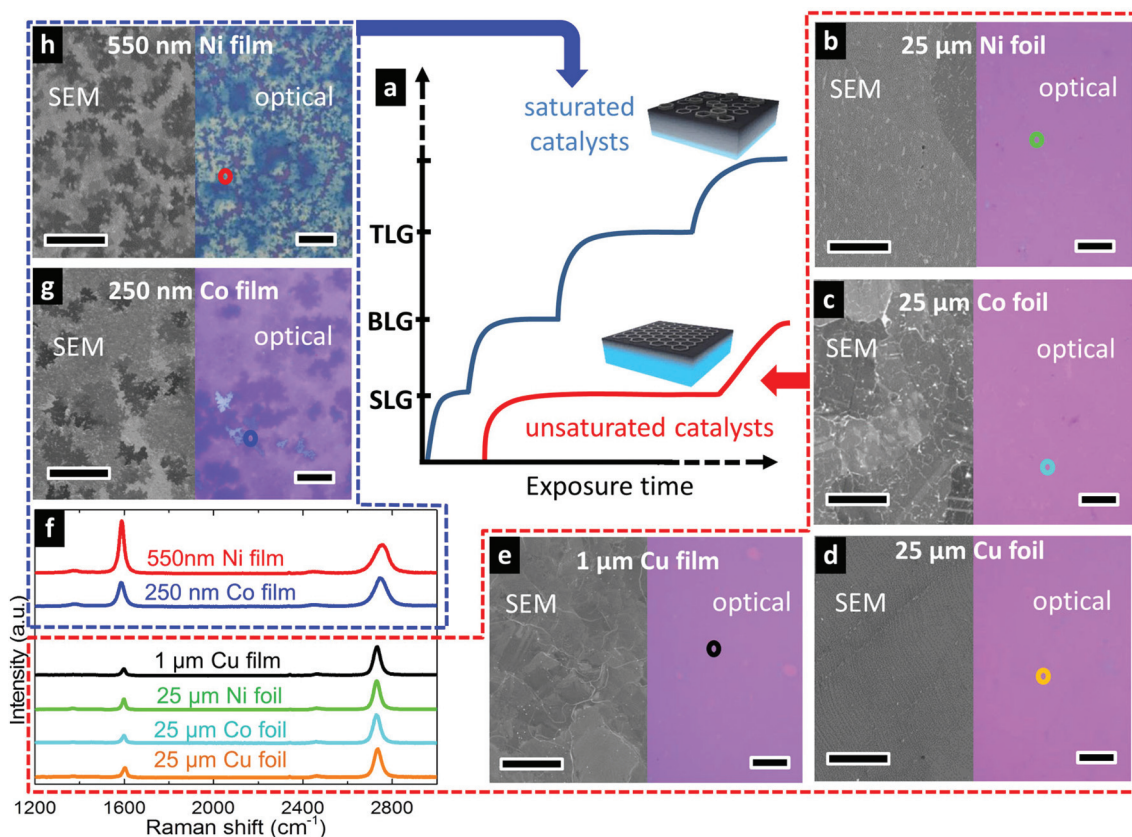 h
550 nm Ni film
SEM
optical
a
saturated
catalysts
TLG
BLG
SLG
unsaturated catalysts
Exposure time
b
25 µm Ni foil
SEM
optical
g
250 nm Co film
SEM
optical
c
25 µm Co foil
SEM
optical
f
550nm Ni film
250 nm Co film
1 µm Cu film
25 µm Ni foil
25 µm Co foil
25 µm Cu foil
Intensity (a.u.)
1200 1600 2000 2400 2800
Raman shift (cm⁻¹)
e
1 µm Cu film
SEM
optical
d
25 µm Cu foil
SEM
optical